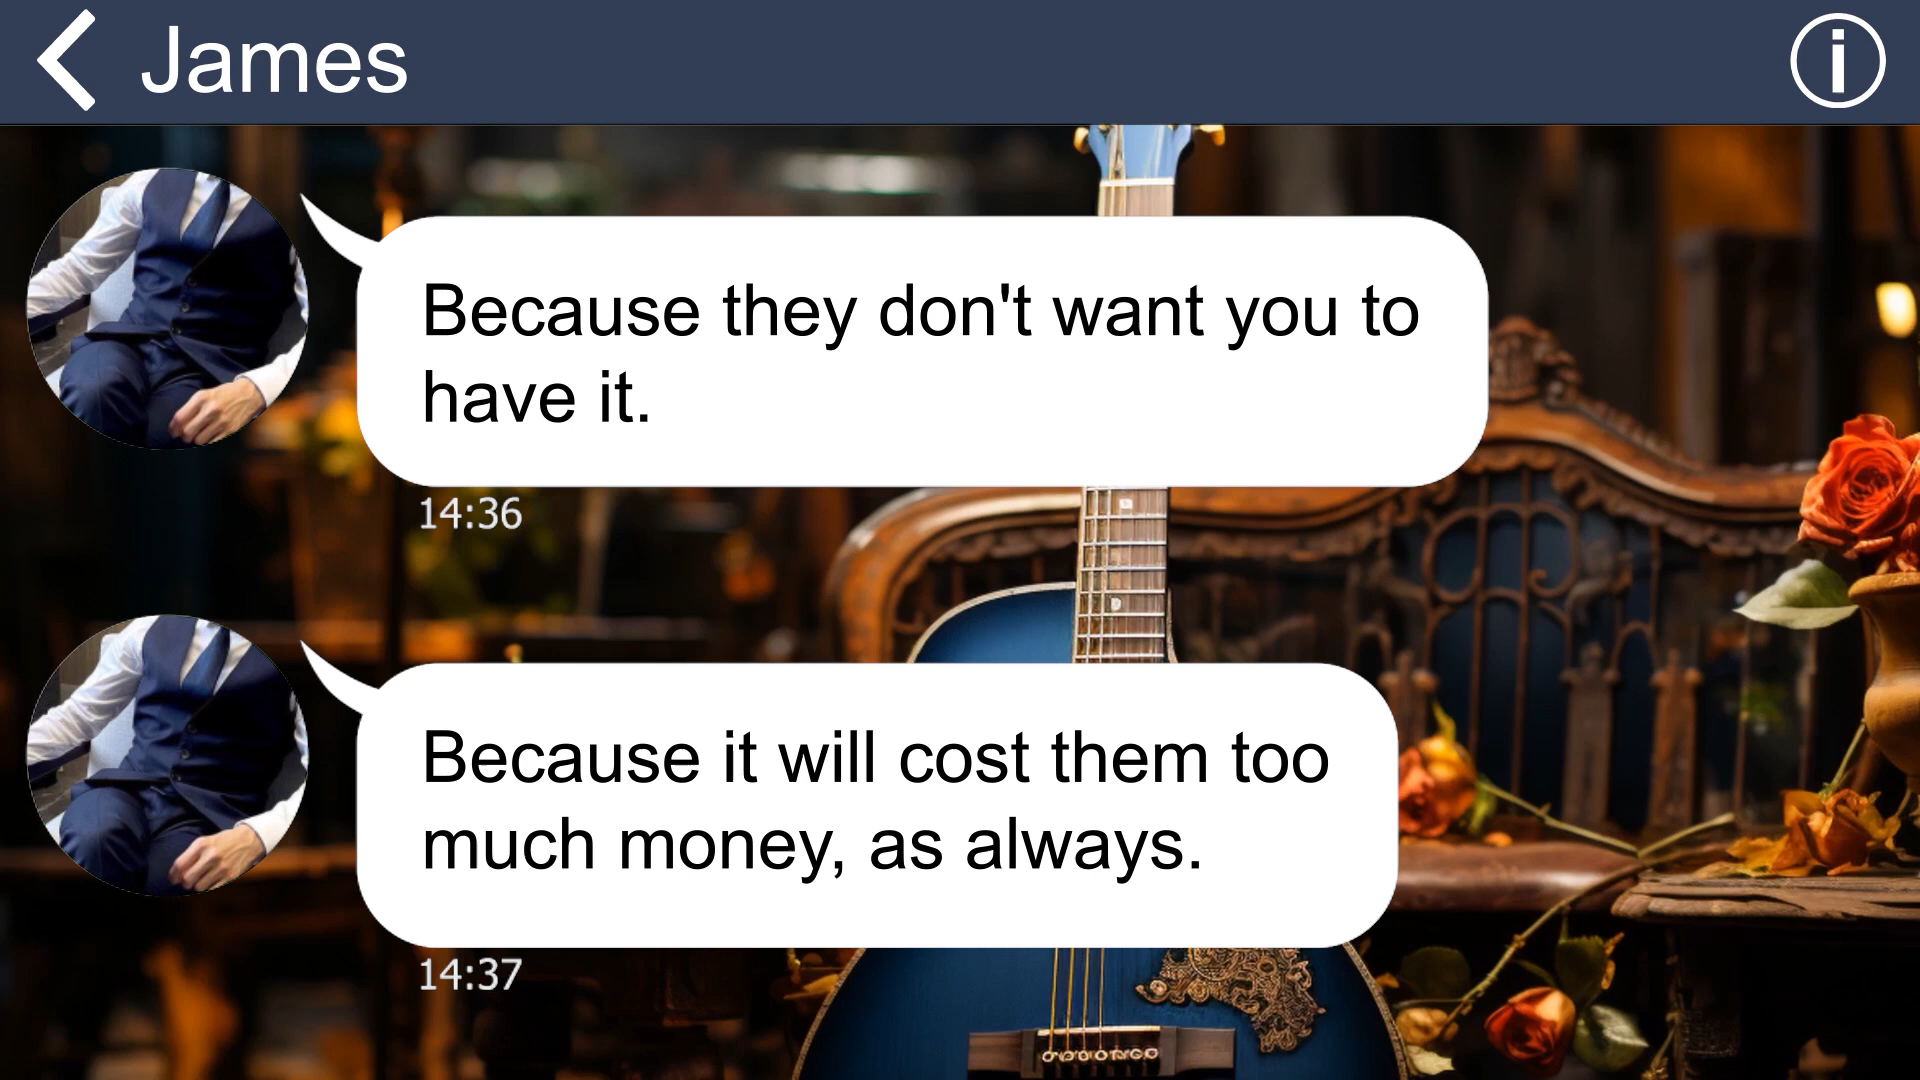 James
Because they don't want you to
have it.
14:36
Because it will cost them too
much money, as always.
14:37